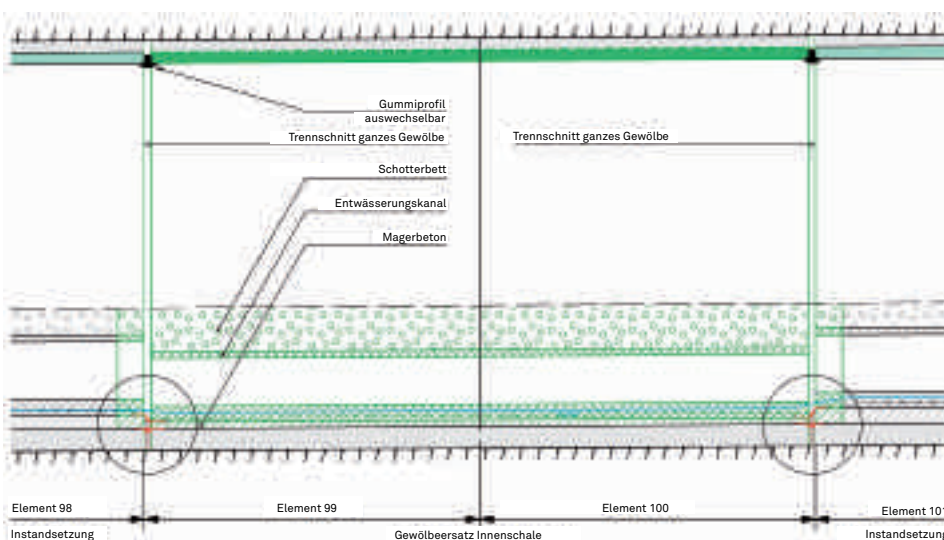 Gummiprofil
auswechselbar
Trennschnitt ganzes Gewölbe
Trennschnitt ganzes Gewölbe
Schotterbett
Entwässerungskanal
Magerbeton
Element 98
Element 99
Element 100
Element 101
Instandsetzung
Gewölbeersatz Innenschale
Instandsetzung